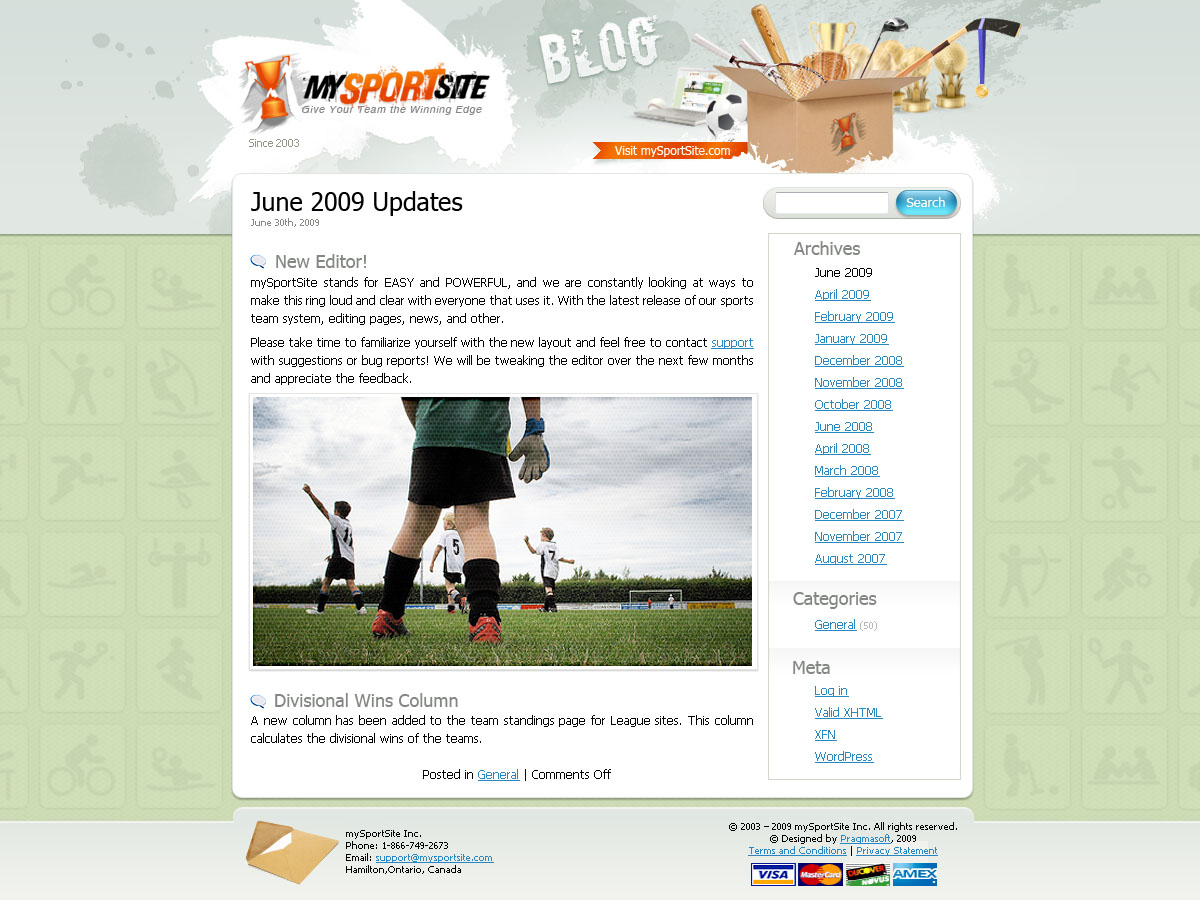 BLOG
MYSPORTSITE
Give Your Team the Winning Edge
Since 2003
Visit mySportSite.com
June 2009 Updates
June 30th, 2009
Search
New Editor!
mySportSite stands for EASY and POWERFUL, and we are constantly looking at ways to
make this ring loud and clear with everyone that uses it. With the latest release of our sports
team system, editing pages, news, and other.
Please take time to familiarize yourself with the new layout and feel free to contact support
with suggestions or bug reports! We will be tweaking the editor over the next few months
and appreciate the feedback.
5
7
Divisional Wins Column
A new column has been added to the team standings page for League sites. This column
calculates the divisional wins of the teams.
Posted in General | Comments Off
Archives
June 2009
April 2009
February 2009
January 2009
December 2008
November 2008
October 2008
June 2008
April 2008
March 2008
February 2008
December 2007
November 2007
August 2007
Categories
General (50)
Meta
Log in
Valid XHTML
XFN
WordPress
mySportSite Inc.
Phone: 1-866-749-2673
Email: support@mysportsite.com
Hamilton,Ontario, Canada
© 2003 – 2009 mySportSite Inc. All rights reserved.
© Designed by Pragmasoft, 2009
Terms and Conditions | Privacy Statement
VISA MasterCard DISCOVER NOVUS AMEX